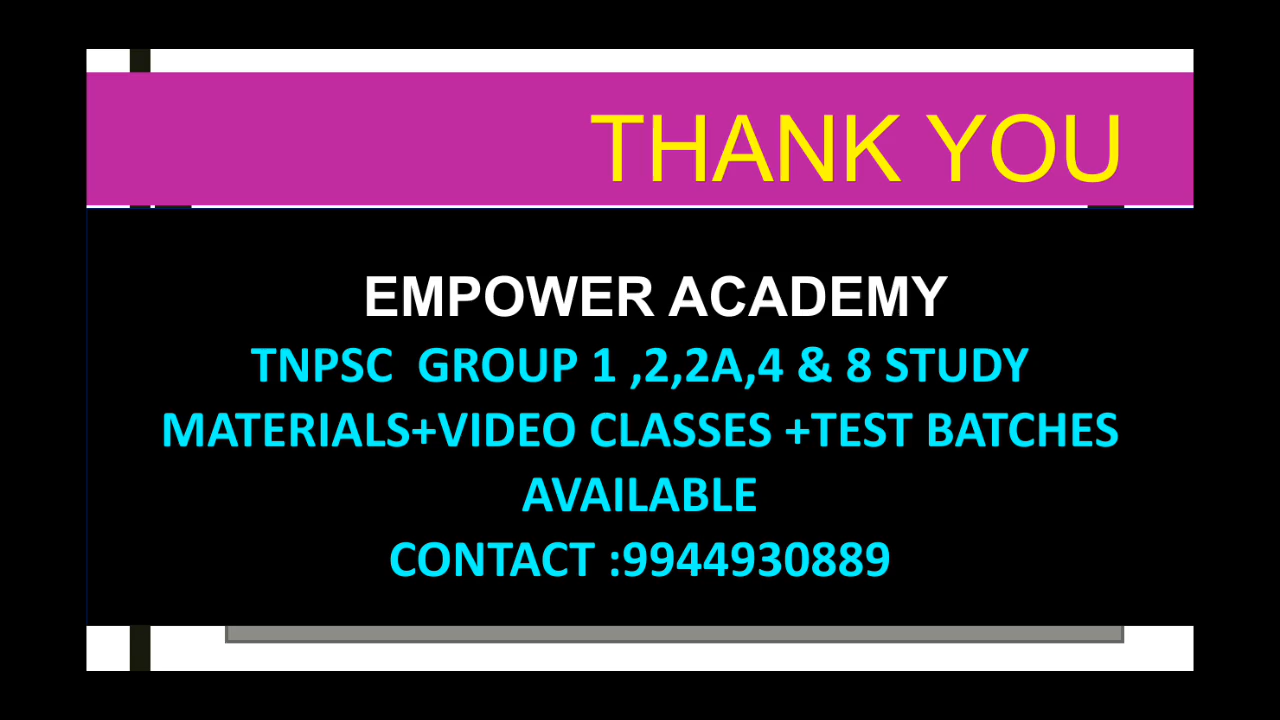 THANK YOU
EMPOWER ACADEMY
TNPSC  GROUP 1 ,2,2A,4 & 8 STUDY
MATERIALS+VIDEO CLASSES +TEST BATCHES
AVAILABLE
CONTACT :9944930889